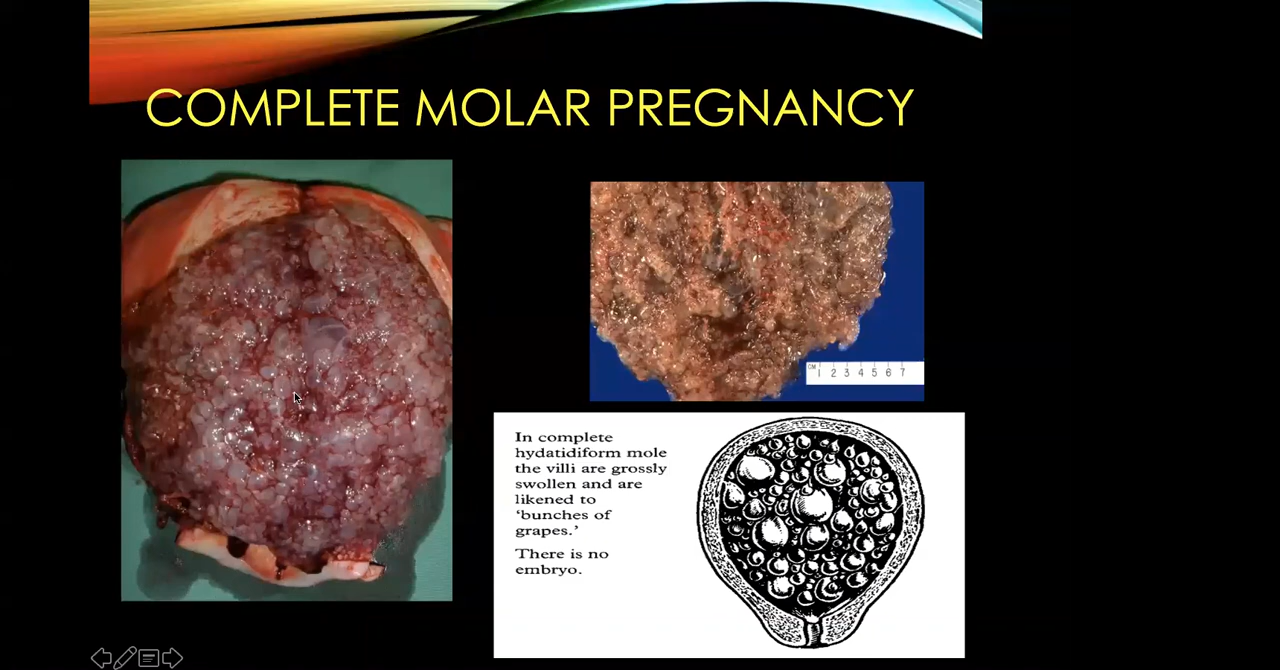 COMPLETE MOLAR PREGNANCY
CM 1 2 3 4 5 6 7
In complete
hydatidiform mole
the villi are grossly
swollen and are
likened to
‘bunches of
grapes.’
There is no
embryo.